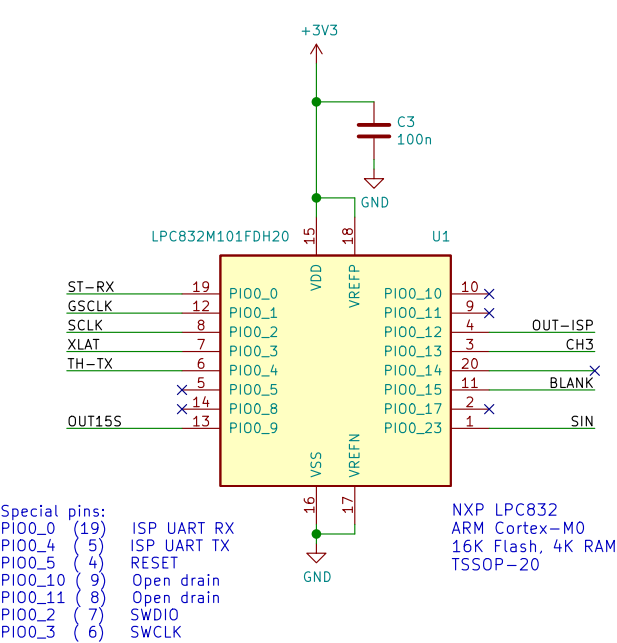 +3V3
C3
100n
GND
LPC832M101FDH20
U1
15
18
VDD
VREFP
ST-RX 19 PIO0_0
GSCLK 12 PIO0_1
SCLK 8 PIO0_2
XLAT 7 PIO0_3
TH-TX 6 PIO0_4
5 PIO0_5
14 PIO0_8
OUT15S 13 PIO0_9
PIO0_10 10
PIO0_11 9
PIO0_12 4 OUT-ISP
PIO0_13 3 CH3
PIO0_14 20
PIO0_15 11 BLANK
PIO0_17 2
PIO0_23 1 SIN
VSS
VREFN
16
17
GND
Special pins:
PIO0_0 (19) ISP UART RX
PIO0_4 ( 5) ISP UART TX
PIO0_5 ( 4) RESET
PIO0_10 ( 9) Open drain
PIO0_11 ( 8) Open drain
PIO0_2 ( 7) SWDIO
PIO0_3 ( 6) SWCLK
NXP LPC832
ARM Cortex-M0
16K Flash, 4K RAM
TSSOP-20